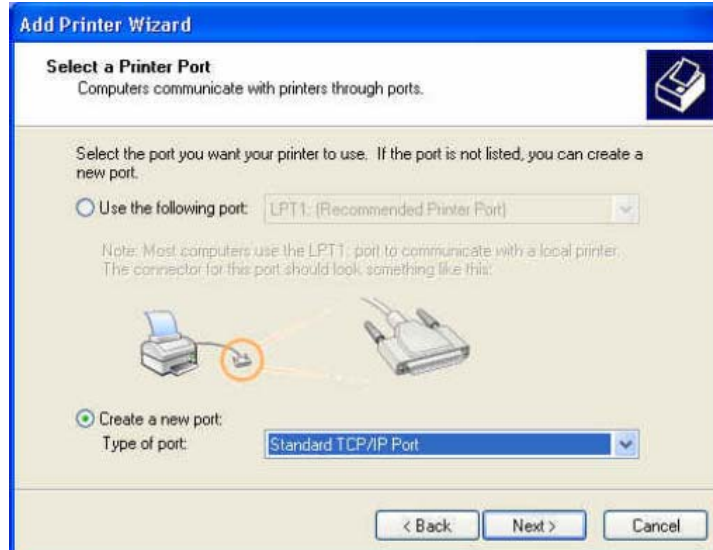 Add Printer Wizard
Select a Printer Port
Computers communicate with printers through ports.
Select the port you want your printer to use. If the port is not listed, you can create a
new port.
Use the following port: LPT1: (Recommended Printer Port)
Note: Most computers use the LPT1: port to communicate with a local printer.
The connector for this port should look something like this:
Create a new port:
Type of port: Standard TCP/IP Port
< Back Next > Cancel